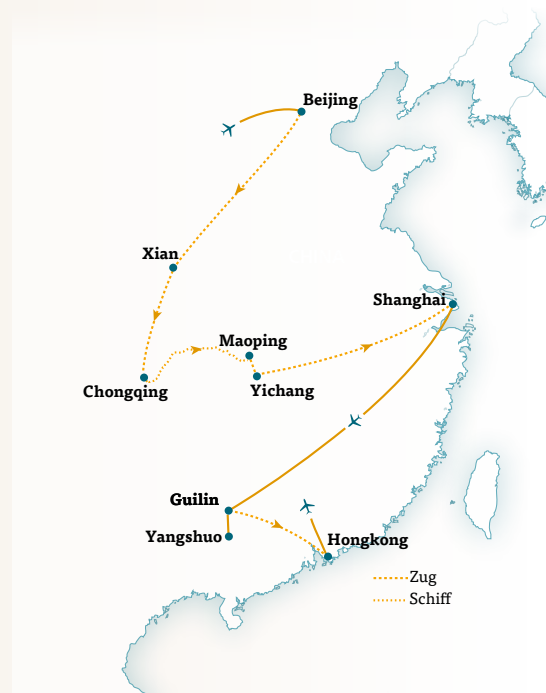 Beijing
Xian
Shanghai
Maoping
Chongqing
Yichang
Guilin
Yangshuo
Hongkong
Zug
Schiff